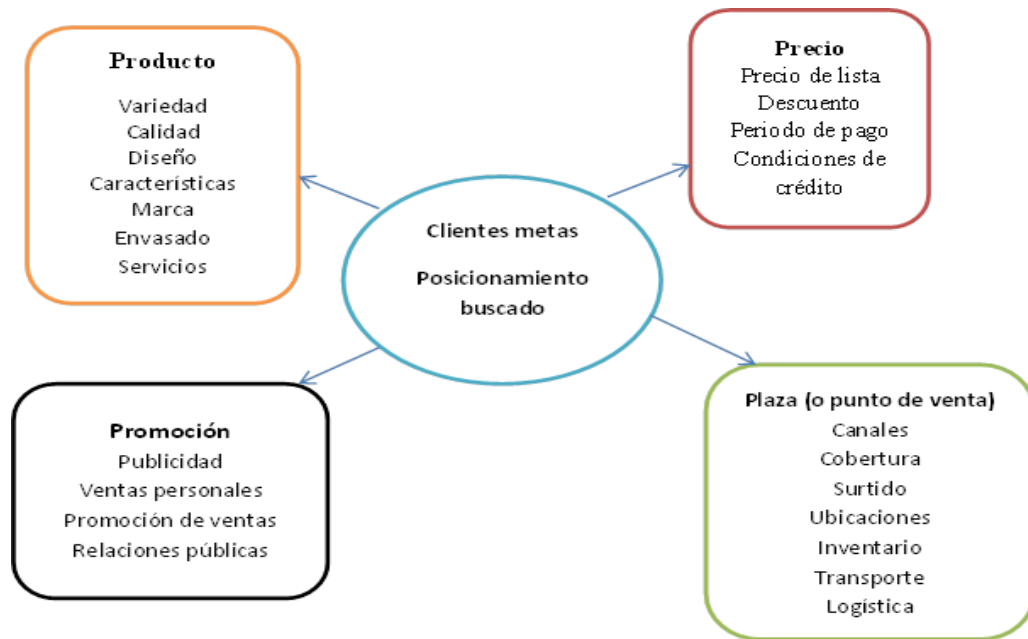 Producto
Variedad
Calidad
Diseño
Características
Marca
Envasado
Servicios
Precio
Precio de lista
Descuento
Periodo de pago
Condiciones de
crédito
Clientes metas
Posicionamiento
buscado
Promoción
Publicidad
Ventas personales
Promoción de ventas
Relaciones públicas
Plaza (o punto de venta)
Canales
Cobertura
Surtido
Ubicaciones
Inventario
Transporte
Logística